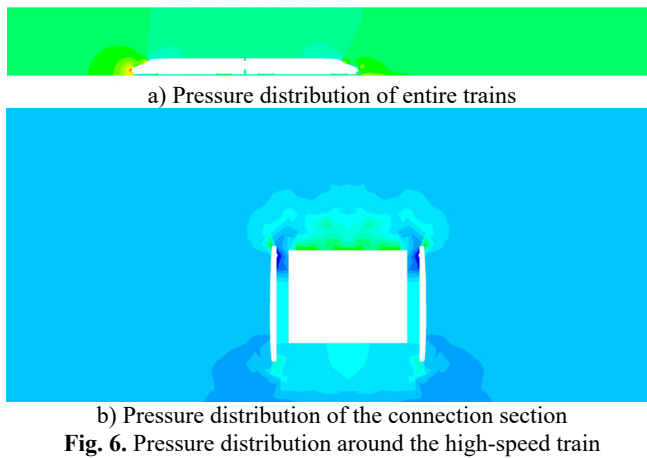 a) Pressure distribution of entire trains
b) Pressure distribution of the connection section
Fig. 6. Pressure distribution around the high-speed train